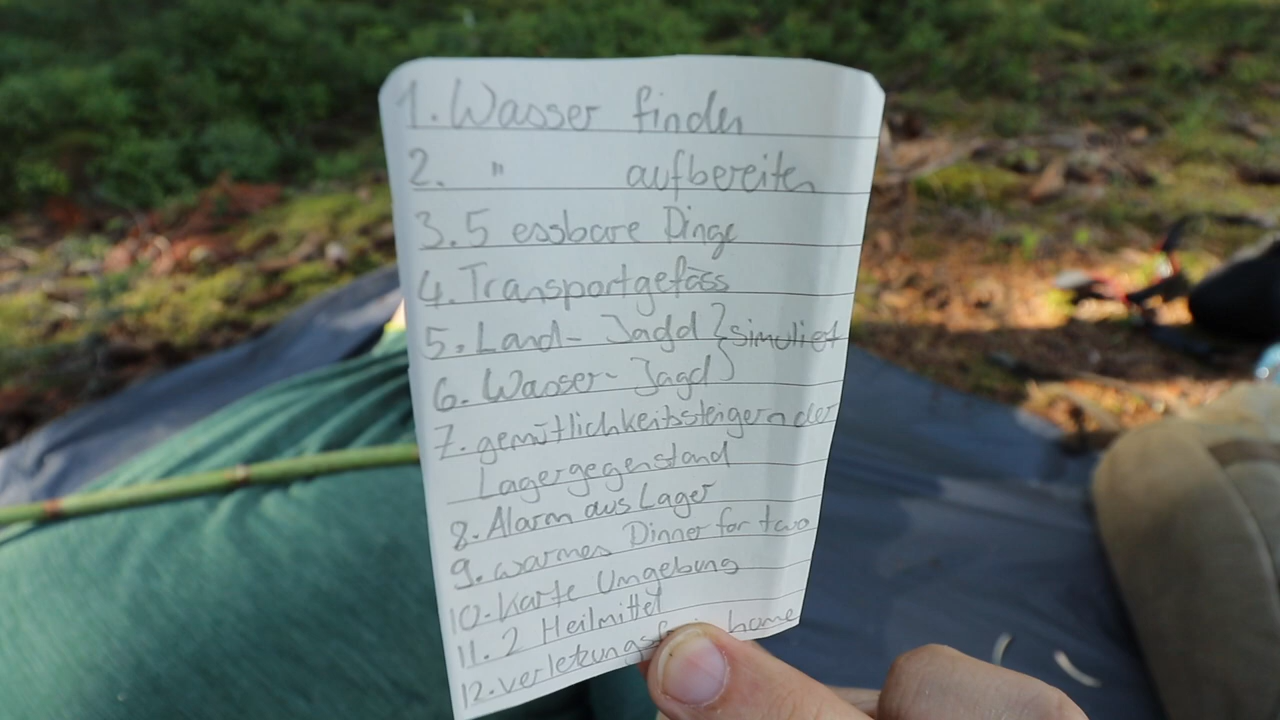 1. Wasser finden
2. " aufbereiten
3. 5 essbare Dinge
4. Transportgefäss
5. Land- Jagd } simuliert
6. Wasser- Jagd }
7. gemütlichkeitssteigernder
Lagergegenstand
8. Alarm aus Lager
9. warmes Dinner for two
10. Karte Umgebung
11. 2 Heilmittel
12. home